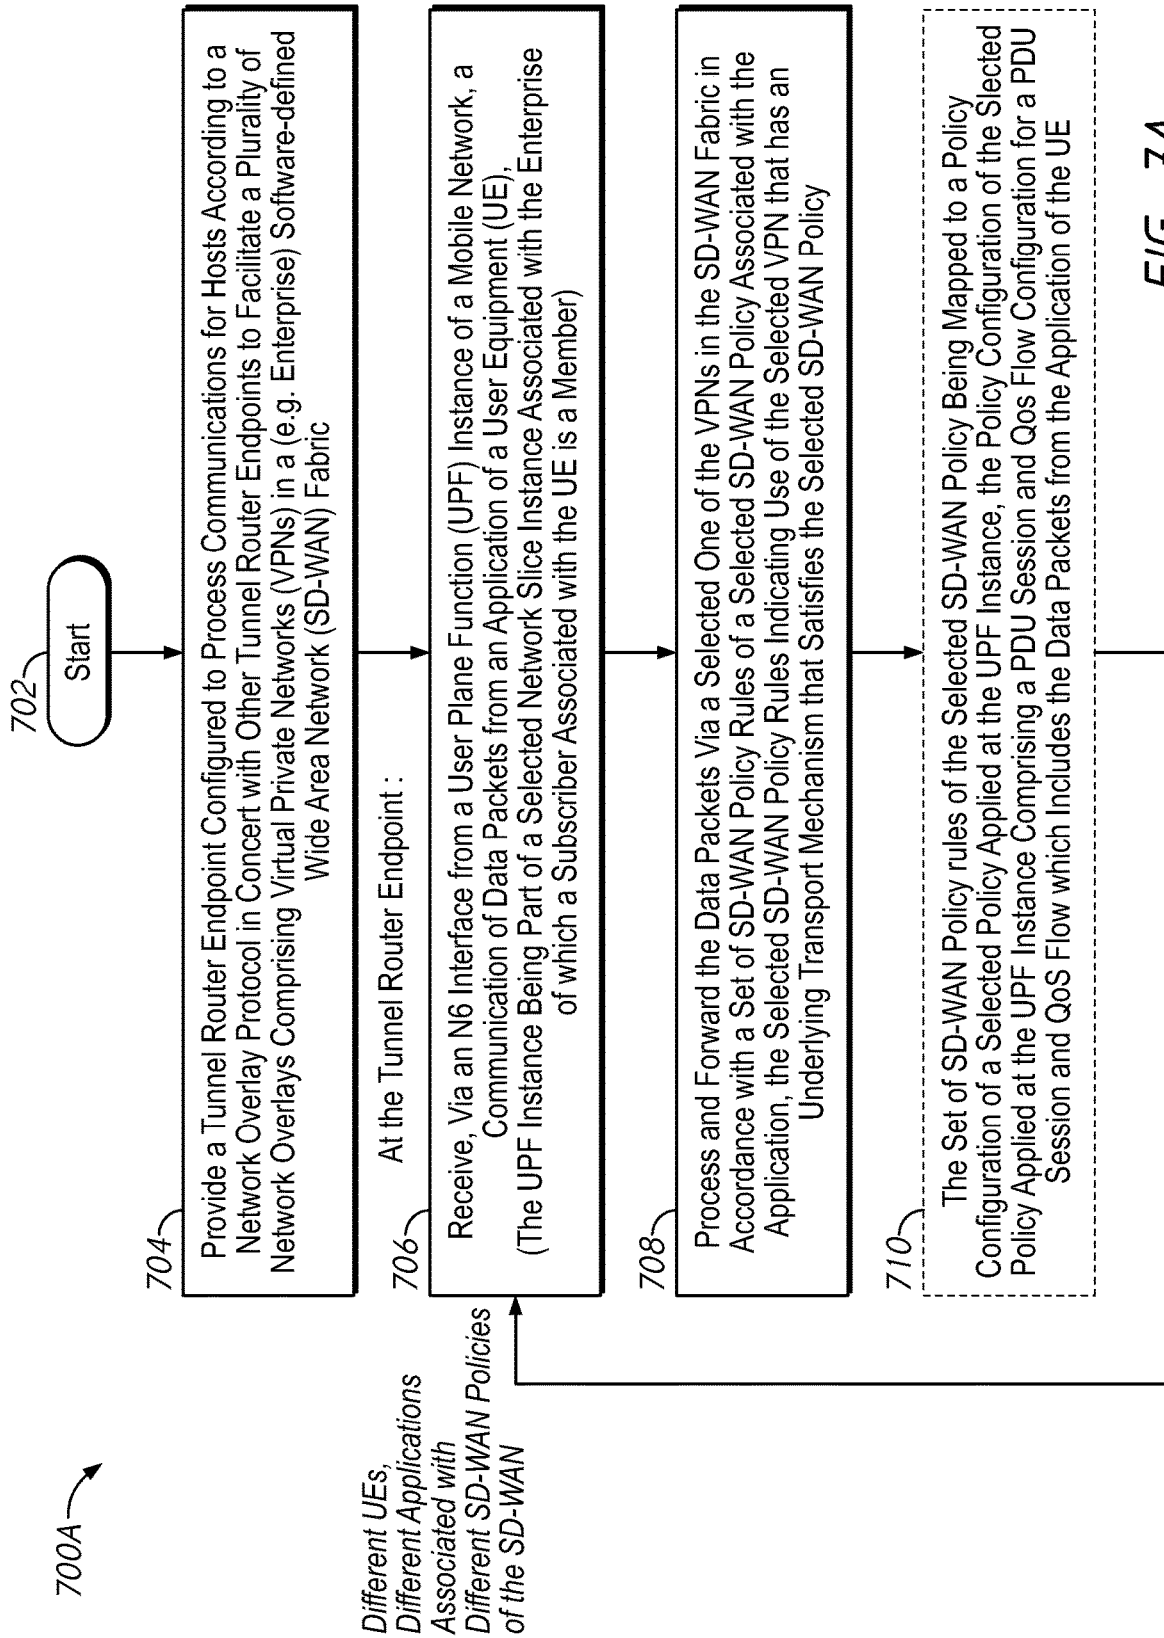 700A
702
Start
704
Provide a Tunnel Router Endpoint Configured to Process Communications for Hosts According to a
Network Overlay Protocol in Concert with Other Tunnel Router Endpoints to Facilitate a Plurality of
Network Overlays Comprising Virtual Private Networks (VPNs) in a (e.g. Enterprise) Software-defined
Wide Area Network (SD-WAN) Fabric
At the Tunnel Router Endpoint :
706
Receive, Via an N6 Interface from a User Plane Function (UPF) Instance of a Mobile Network, a
Communication of Data Packets from an Application of a User Equipment (UE),
(The UPF Instance Being Part of a Selected Network Slice Instance Associated with the Enterprise
of which a Subscriber Associated with the UE is a Member)
Different UEs,
Different Applications
Associated with
Different SD-WAN Policies
of the SD-WAN
708
Process and Forward the Data Packets Via a Selected One of the VPNs in the SD-WAN Fabric in
Accordance with a Set of SD-WAN Policy Rules of a Selected SD-WAN Policy Associated with the
Application, the Selected SD-WAN Policy Rules Indicating Use of the Selected VPN that has an
Underlying Transport Mechanism that Satisfies the Selected SD-WAN Policy
710
The Set of SD-WAN Policy rules of the Selected SD-WAN Policy Being Mapped to a Policy
Configuration of a Selected Policy Applied at the UPF Instance, the Policy Configuration of the Slected
Policy Applied at the UPF Instance Comprising a PDU Session and Qos Flow Configuration for a PDU
Session and QoS Flow which Includes the Data Packets from the Application of the UE
FIG. 7A